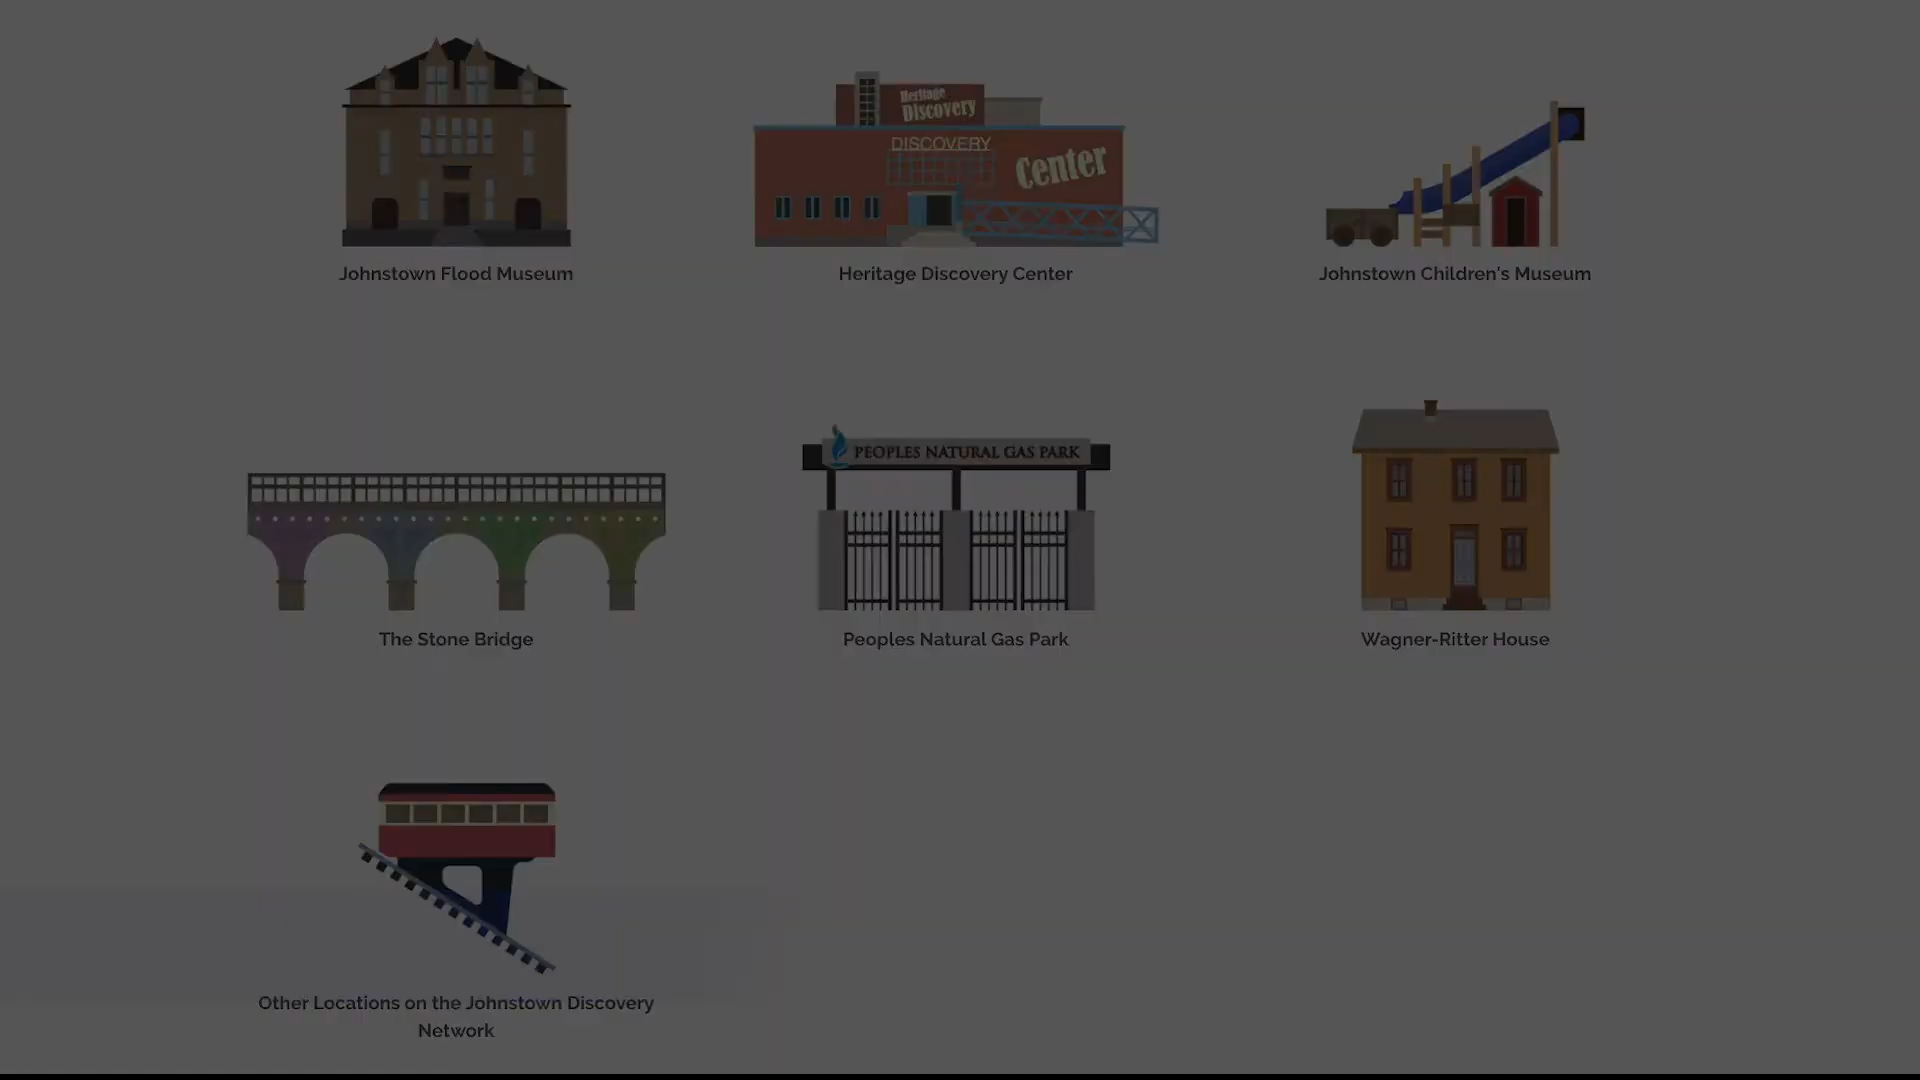 Heritage
Discovery
DISCOVERY
Center
Johnstown Flood Museum
Heritage Discovery Center
Johnstown Children's Museum
PEOPLES NATURAL GAS PARK
The Stone Bridge
Peoples Natural Gas Park
Wagner-Ritter House
Other Locations on the Johnstown Discovery
Network